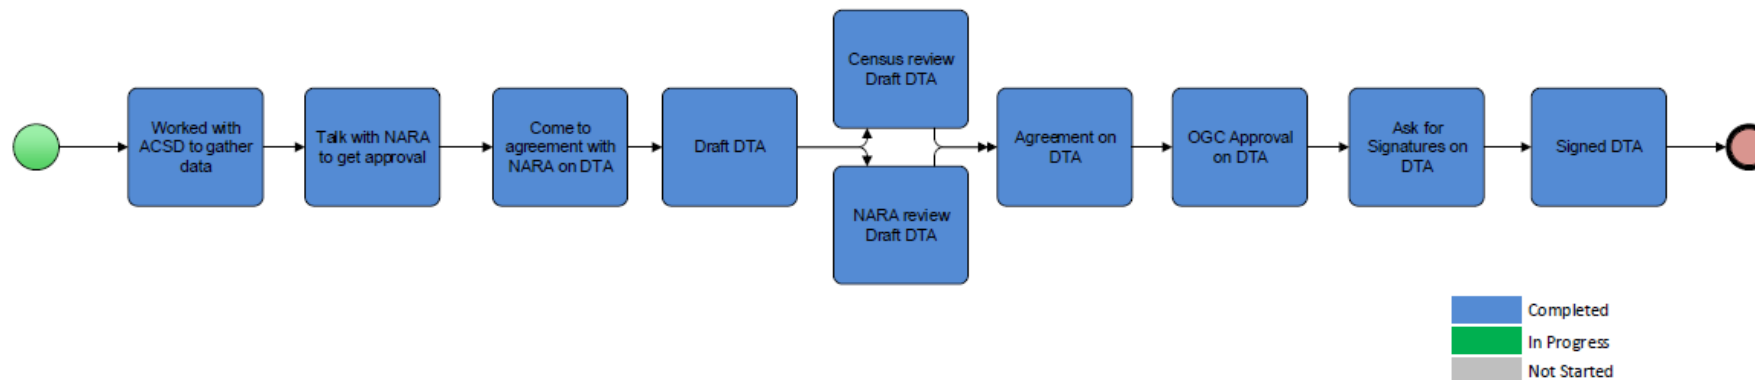 Worked with
ACSD to gather
data
Talk with NARA
to get approval
Come to
agreement with
NARA on DTA
Draft DTA
Census review
Draft DTA
NARA review
Draft DTA
Agreement on
DTA
OGC Approval
on DTA
Ask for
Signatures on
DTA
Signed DTA
Completed
In Progress
Not Started